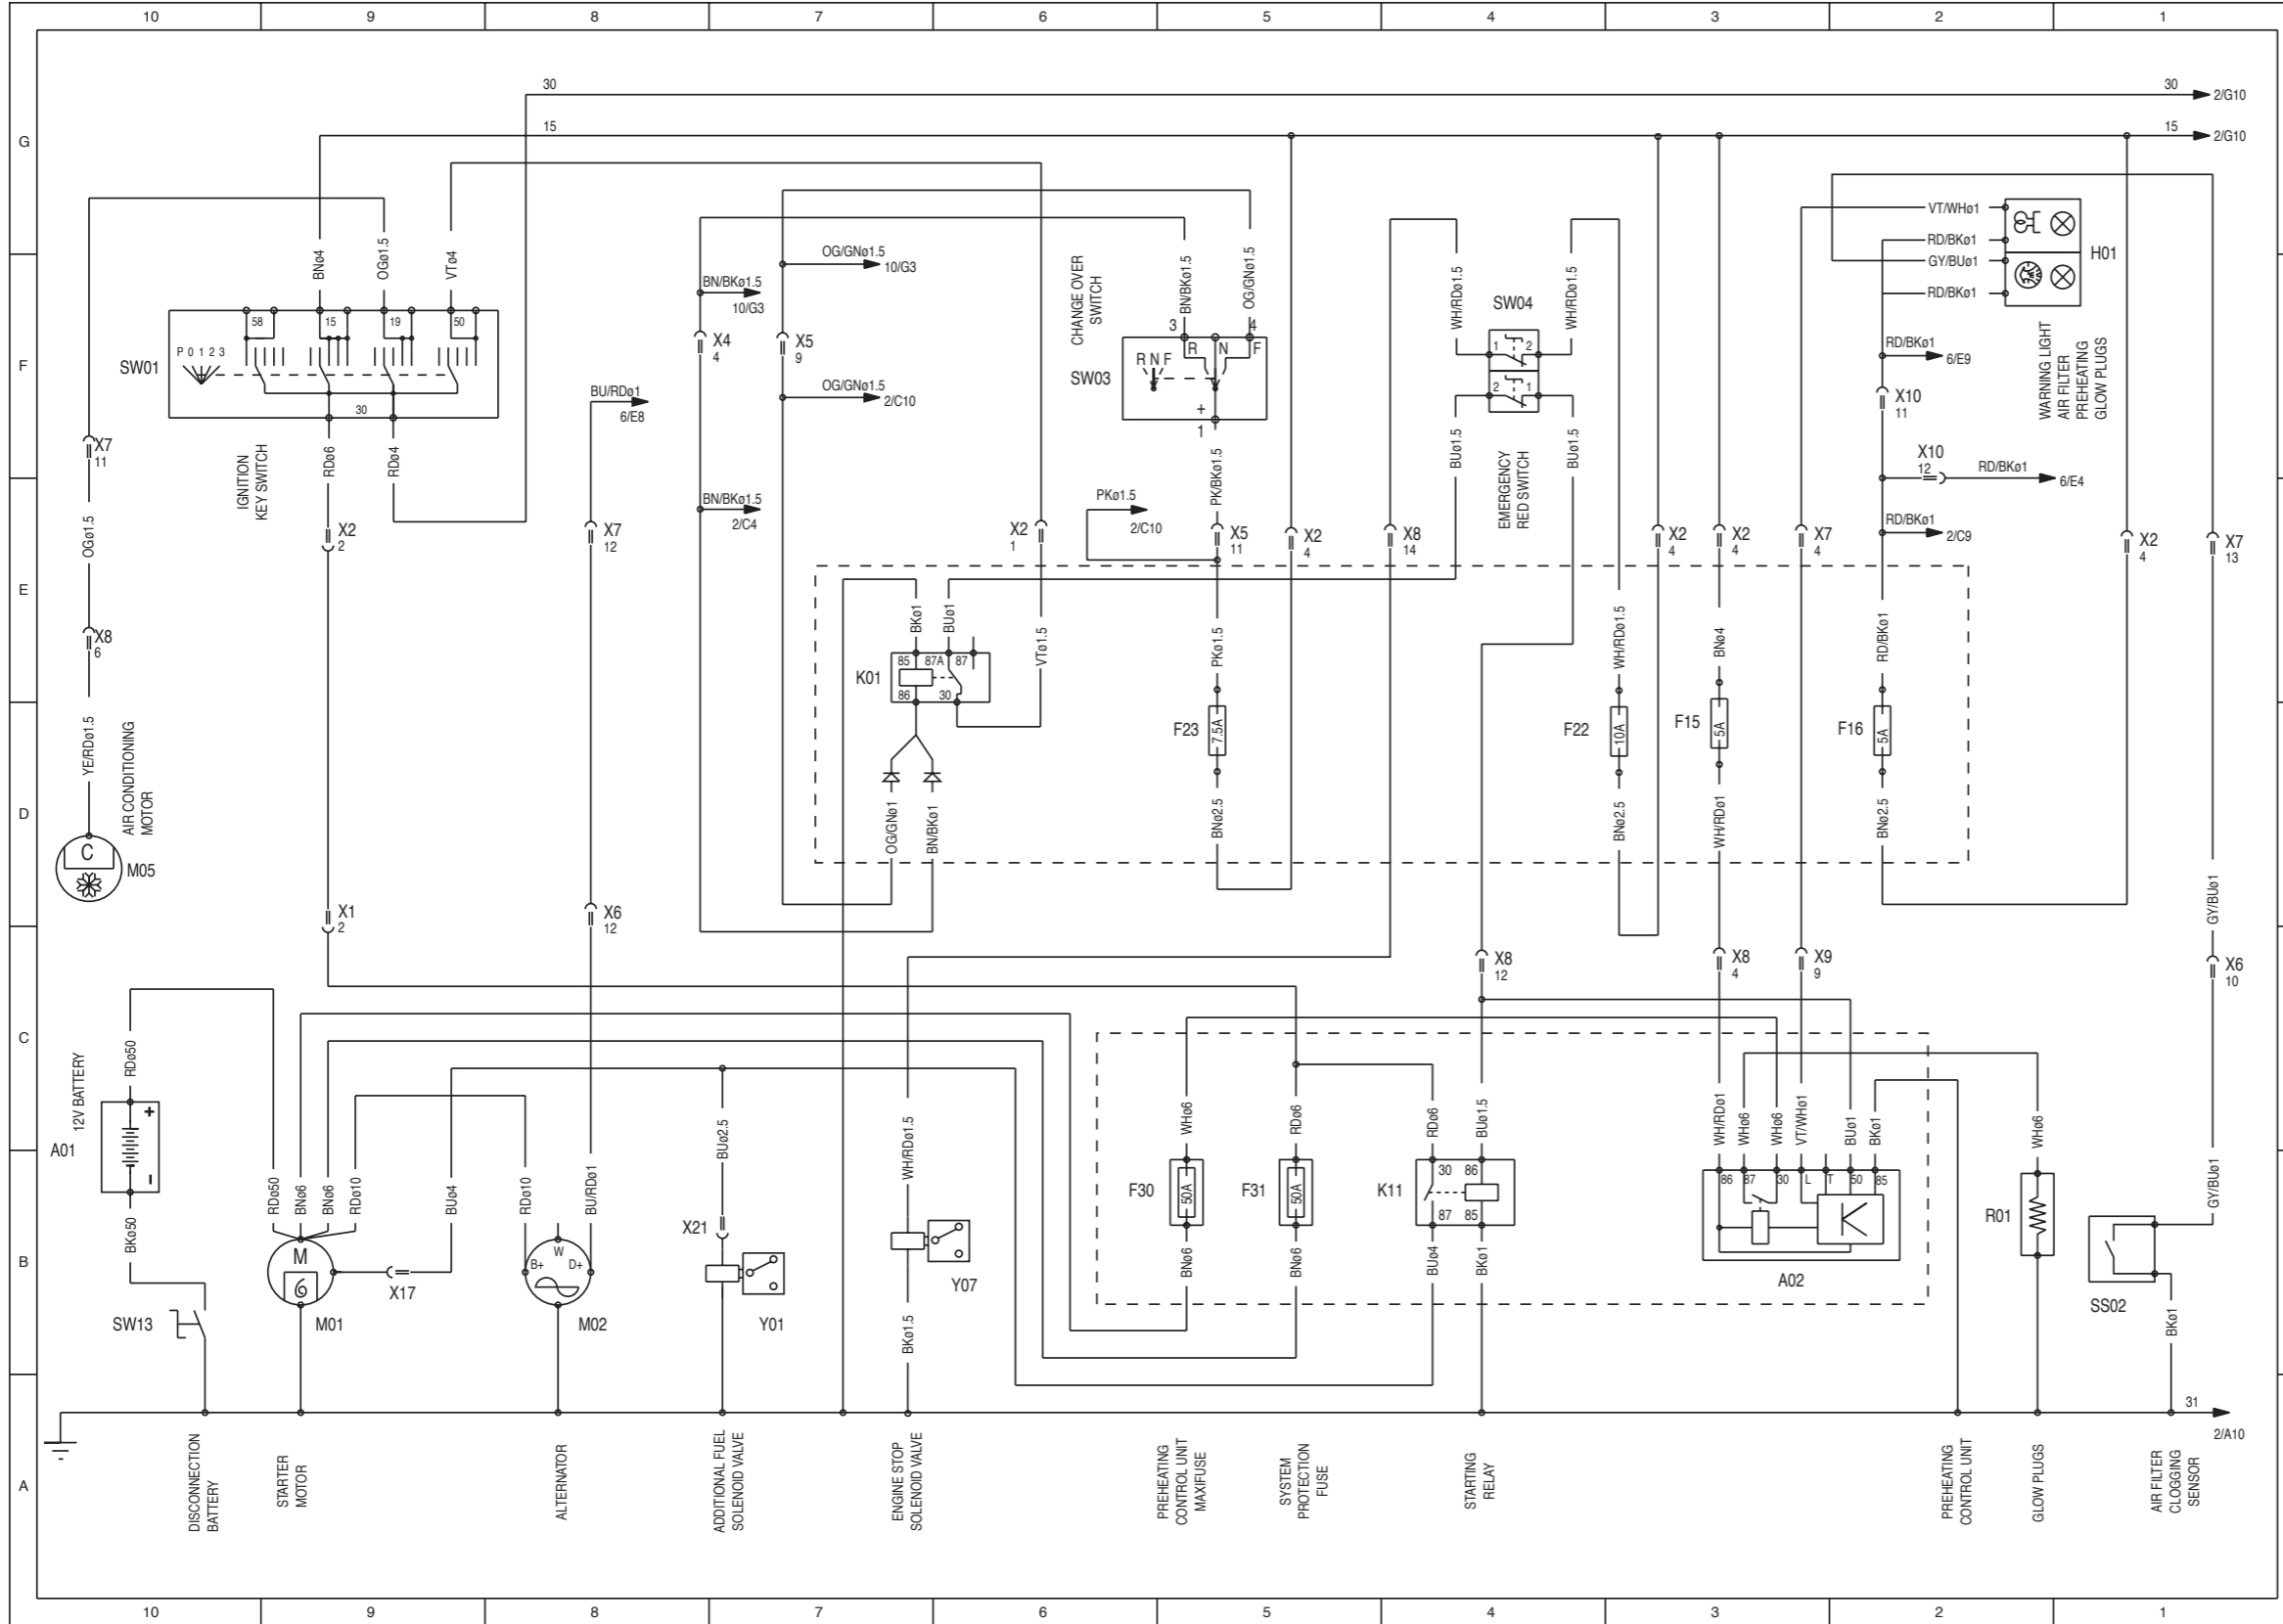 10 9 8 7 6 5 4 3 2 1
30
30
2/G10
15
15
2/G10
G
F
E
D
C
B
A
BNø4
OGø1.5
VTø4
58
15
19
50
P 0 1 2 3
SW01
30
IGNITION
KEY SWITCH
RDø6
RDø4
X7
11
OGø1.5
X8
6
YE/RDø1.5
AIR CONDITIONING
MOTOR
C
M05
X2
2
X1
2
BU/RDø1
6/E8
X7
12
X6
12
BN/BKø1.5
10/G3
X4
4
BN/BKø1.5
2/C4
OG/GNø1.5
10/G3
X5
9
OG/GNø1.5
2/C10
X2
1
VTø1.5
CHANGE OVER
SWITCH
BN/BKø1.5
OG/GNø1.5
3
4
R
N
F
R N F
SW03
+
1
PK/BKø1.5
PKø1.5
2/C10
X5
11
X2
4
X8
14
WH/RDø1.5
WH/RDø1.5
SW04
1
2
2
1
BUø1.5
BUø1.5
EMERGENCY
RED SWITCH
X2
4
X2
4
X7
4
VT/WHø1
RD/BKø1
GY/BUø1
RD/BKø1
H01
WARNING LIGHT
AIR FILTER
PREHEATING
GLOW PLUGS
RD/BKø1
6/E9
X10
11
X10
12
RD/BKø1
6/E4
RD/BKø1
2/C9
X2
4
X7
13
BKø1
BUø1
85
87A
87
K01
86
30
OG/GNø1
BN/BKø1
PKø1.5
F23
7.5A
BNø2.5
WH/RDø1.5
F22
10A
BNø2.5
BNø4
F15
5A
WH/RDø1
RD/BKø1
F16
5A
BNø2.5
GY/BUø1
X8
12
X8
4
X9
9
X6
10
RDø50
12V BATTERY
A01
+
-
BKø50
SW13
RDø50
BNø6
BNø6
RDø10
BUø4
M
M01
X17
RDø10
BU/RDø1
W
B+
D+
M02
BUø2.5
X21
Y01
WH/RDø1.5
Y07
BKø1.5
WHø6
F30
50A
BNø6
RDø6
F31
50A
BNø6
RDø6
BUø1.5
30
86
K11
87
85
BUø4
BKø1
WH/RDø1
WHø6
WHø6
VT/WHø1
BUø1
BKø1
86
87
30
L
T
50
85
A02
WHø6
R01
GY/BUø1
SS02
BKø1
31
2/A10
DISCONNECTION
BATTERY
STARTER
MOTOR
ALTERNATOR
ADDITIONAL FUEL
SOLENOID VALVE
ENGINE STOP
SOLENOID VALVE
PREHEATING
CONTROL UNIT
MAXIFUSE
SYSTEM
PROTECTION
FUSE
STARTING
RELAY
PREHEATING
CONTROL UNIT
GLOW PLUGS
AIR FILTER
CLOGGING
SENSOR
10 9 8 7 6 5 4 3 2 1